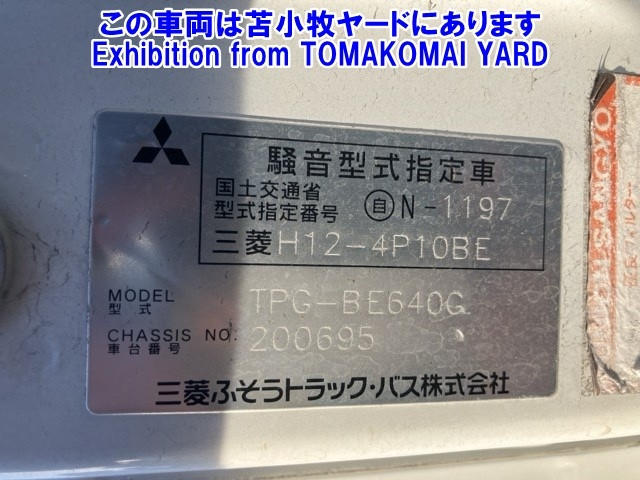 この車両は苫小牧ヤードにあります
Exhibition from TOMAKOMAI YARD
騒音型式指定車
国土交通省
型式指定番号 自 N-1197
三菱 H12-4P10BE
MODEL
型式 TPG-BE640G
CHASSIS NO.
車台番号 200695
三菱ふそうトラック・バス株式会社